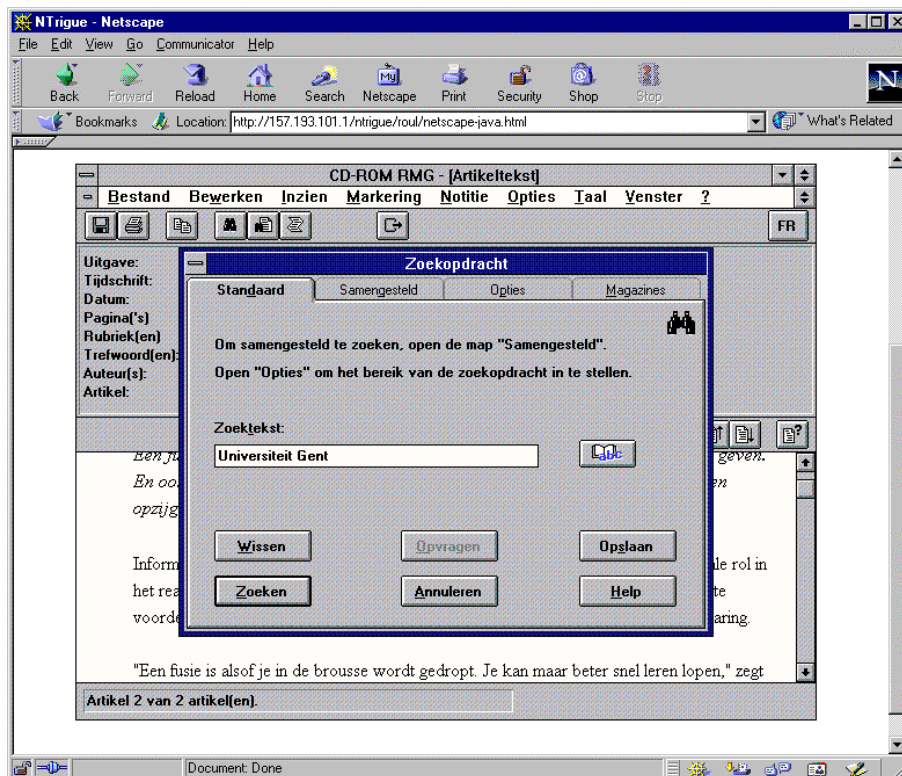 NTrigue - Netscape
File Edit View Go Communicator Help
Back Forward Reload Home Search Netscape Print Security Shop Stop
My
N
Bookmarks Location: http://157.193.101.1/ntrigue/roul/netscape-java.html What's Related
CD-ROM RMG - [Artikeltekst]
Bestand Bewerken Inzien Markering Notitie Opties Taal Venster ?
FR
Uitgave:
Tijdschrift:
Datum:
Pagina('s)
Rubriek(en)
Trefwoord(en):
Auteur(s):
Artikel:
Zoekopdracht
Standaard Samengesteld Opties Magazines
Om samengesteld te zoeken, open de map "Samengesteld".
Open "Opties" om het bereik van de zoekopdracht in te stellen.
Zoektekst:
Universiteit Gent
abc
Wissen Opvragen Opslaan
Zoeken Annuleren Help
Een geven.
En
opzijg
Inform rol in
het rea te
voorde aring.
"Een fusie is alsof je in de brousse wordt gedropt. Je kan maar beter snel leren lopen," zegt
Artikel 2 van 2 artikel(en).
Document: Done